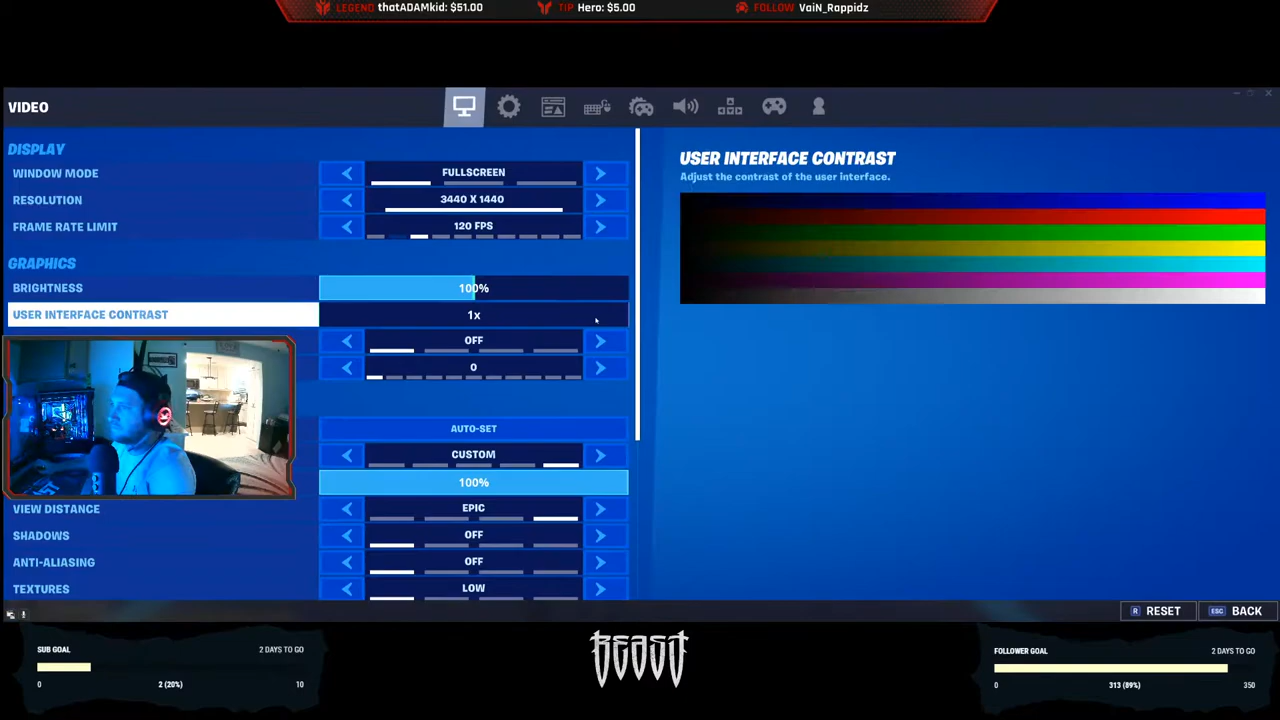 LEGEND thatADAMkid: $51.00 TIP Hero: $5.00 FOLLOW VaiN_Rappidz
VIDEO
DISPLAY
WINDOW MODE FULLSCREEN
RESOLUTION 3440 X 1440
FRAME RATE LIMIT 120 FPS
GRAPHICS
BRIGHTNESS 100%
USER INTERFACE CONTRAST 1x
OFF
0
AUTO-SET
CUSTOM
100%
VIEW DISTANCE EPIC
SHADOWS OFF
ANTI-ALIASING OFF
TEXTURES LOW
USER INTERFACE CONTRAST
Adjust the contrast of the user interface.
R RESET ESC BACK
SUB GOAL 2 DAYS TO GO
0 2 (20%) 10
BEAST
FOLLOWER GOAL 2 DAYS TO GO
0 313 (89%) 350